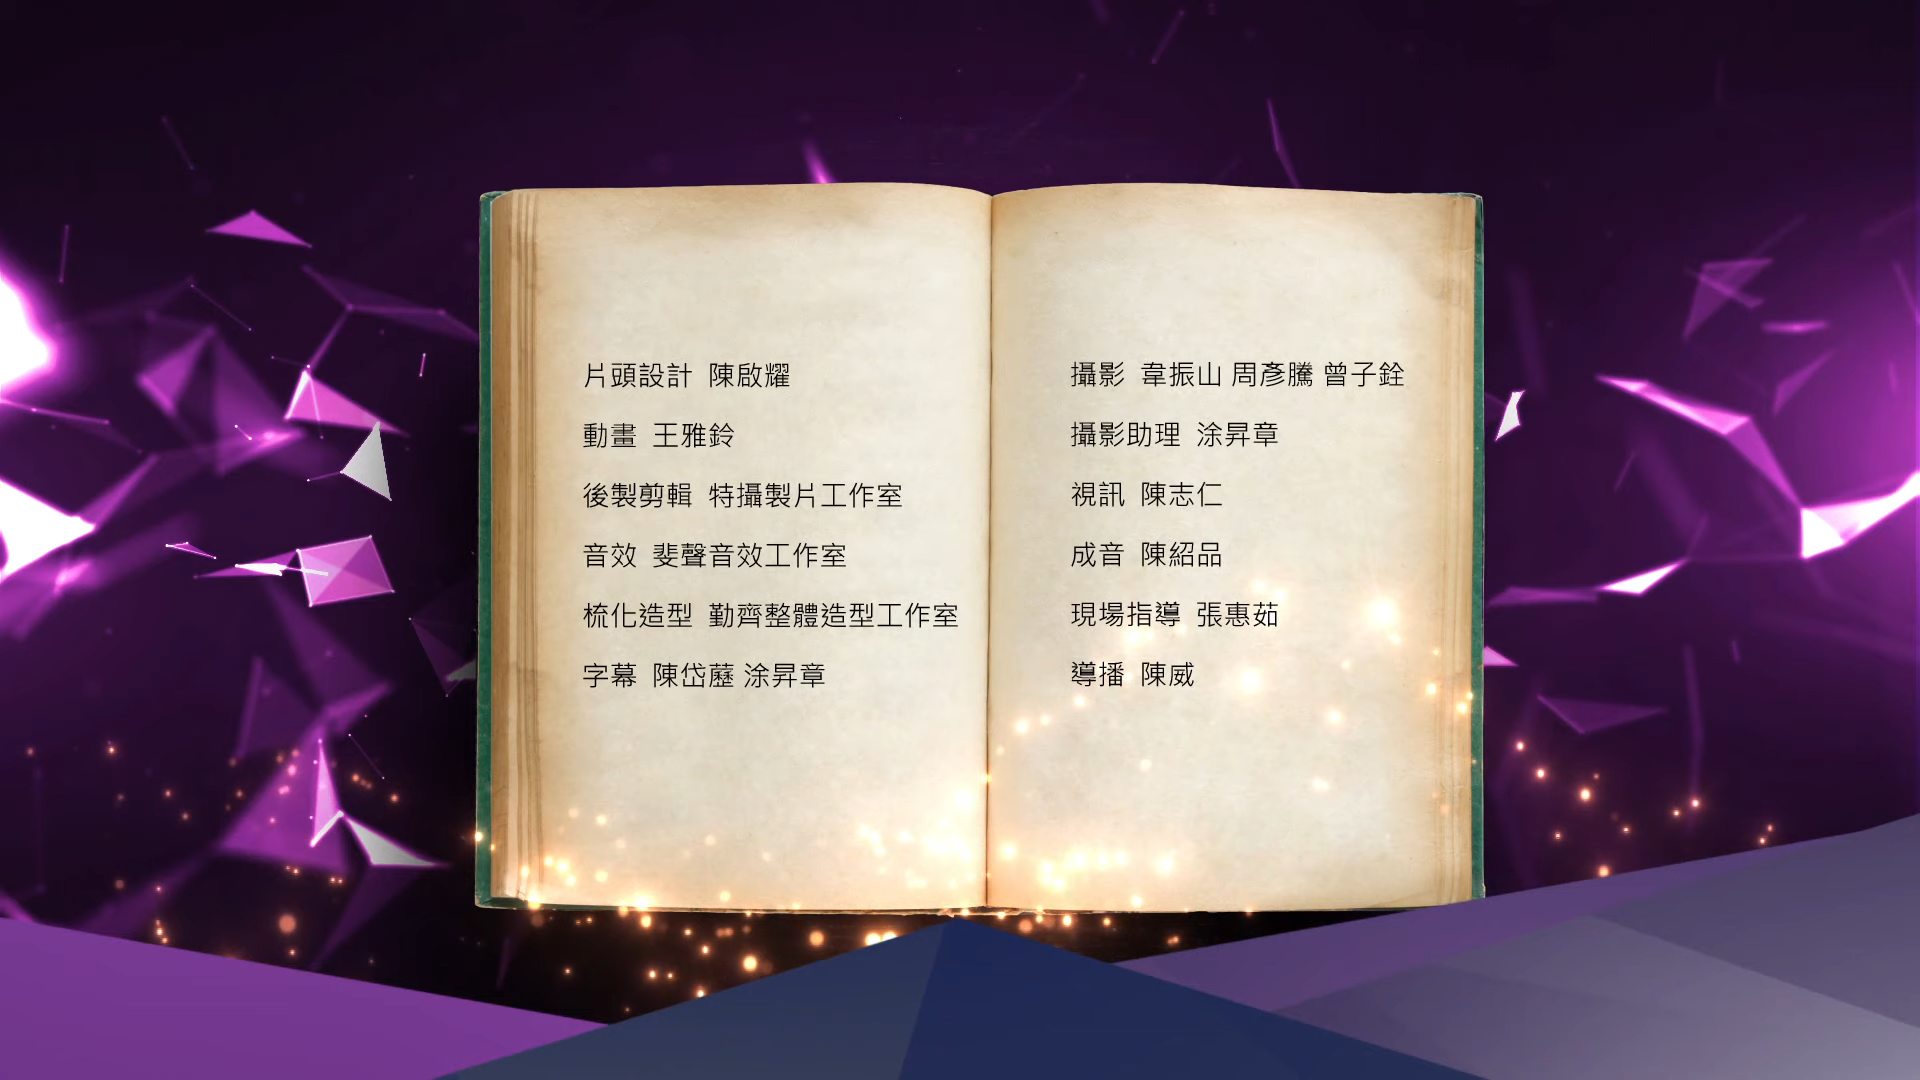 片頭設計 陳啟耀
動畫 王雅鈴
後製剪輯 特攝製片工作室
音效 斐聲音效工作室
梳化造型 勤齊整體造型工作室
字幕 陳岱蘼 涂昇章
攝影 韋振山 周彥騰 曾子銓
攝影助理 涂昇章
視訊 陳志仁
成音 陳紹品
現場指導 張惠茹
導播 陳威